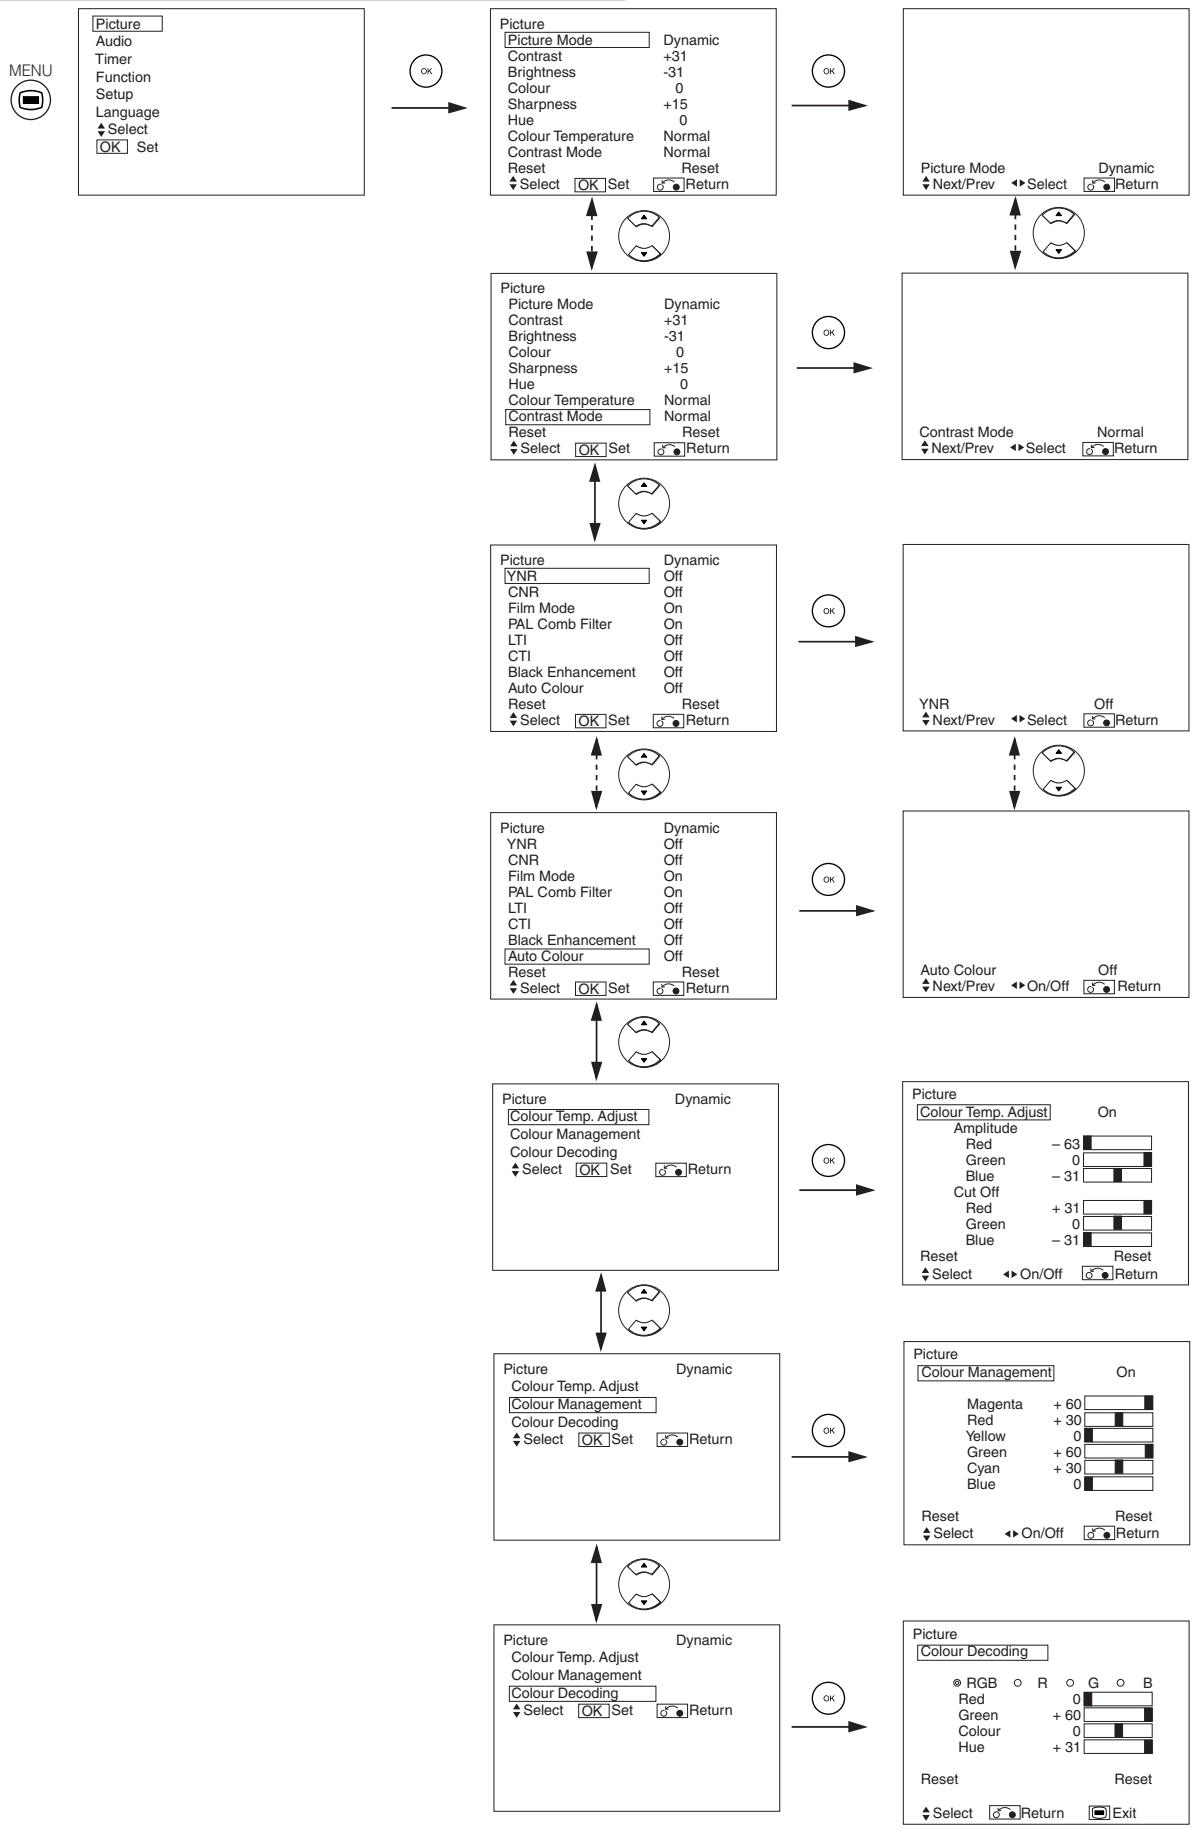 MENU
Picture
Audio
Timer
Function
Setup
Language
Select
OK Set
OK
Picture
Picture Mode Dynamic
Contrast +31
Brightness -31
Colour 0
Sharpness +15
Hue 0
Colour Temperature Normal
Contrast Mode Normal
Reset Reset
Select OK Set Return
OK
Picture Mode Dynamic
Next/Prev Select Return
Picture
Picture Mode Dynamic
Contrast +31
Brightness -31
Colour 0
Sharpness +15
Hue 0
Colour Temperature Normal
Contrast Mode Normal
Reset Reset
Select OK Set Return
OK
Contrast Mode Normal
Next/Prev Select Return
Picture Dynamic
YNR Off
CNR Off
Film Mode On
PAL Comb Filter On
LTI Off
CTI Off
Black Enhancement Off
Auto Colour Off
Reset Reset
Select OK Set Return
OK
YNR Off
Next/Prev Select Return
Picture Dynamic
YNR Off
CNR Off
Film Mode On
PAL Comb Filter On
LTI Off
CTI Off
Black Enhancement Off
Auto Colour Off
Reset Reset
Select OK Set Return
OK
Auto Colour Off
Next/Prev On/Off Return
Picture Dynamic
Colour Temp. Adjust
Colour Management
Colour Decoding
Select OK Set Return
OK
Picture
Colour Temp. Adjust On
Amplitude
Red – 63
Green 0
Blue – 31
Cut Off
Red + 31
Green 0
Blue – 31
Reset Reset
Select On/Off Return
Picture Dynamic
Colour Temp. Adjust
Colour Management
Colour Decoding
Select OK Set Return
OK
Picture
Colour Management On
Magenta + 60
Red + 30
Yellow 0
Green + 60
Cyan + 30
Blue 0
Reset Reset
Select On/Off Return
Picture Dynamic
Colour Temp. Adjust
Colour Management
Colour Decoding
Select OK Set Return
OK
Picture
Colour Decoding
RGB R G B
Red 0
Green + 60
Colour 0
Hue + 31
Reset Reset
Select Return Exit